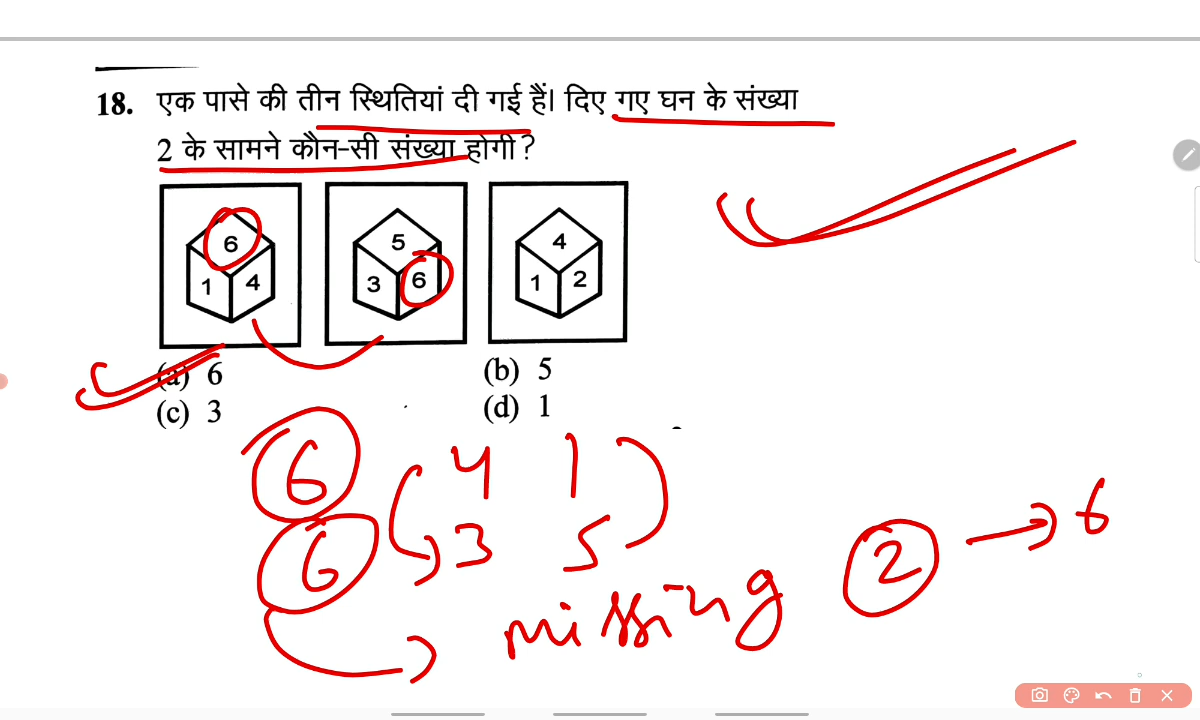 18. एक पासे की तीन स्थितियां दी गई हैं। दिए गए घन के संख्या
2 के सामने कौन-सी संख्या होगी?
6
1 4
5
3 6
4
1 2
(a) 6 (b) 5
(c) 3 (d) 1
6 4 1
6 3 5
missing 2 → 6